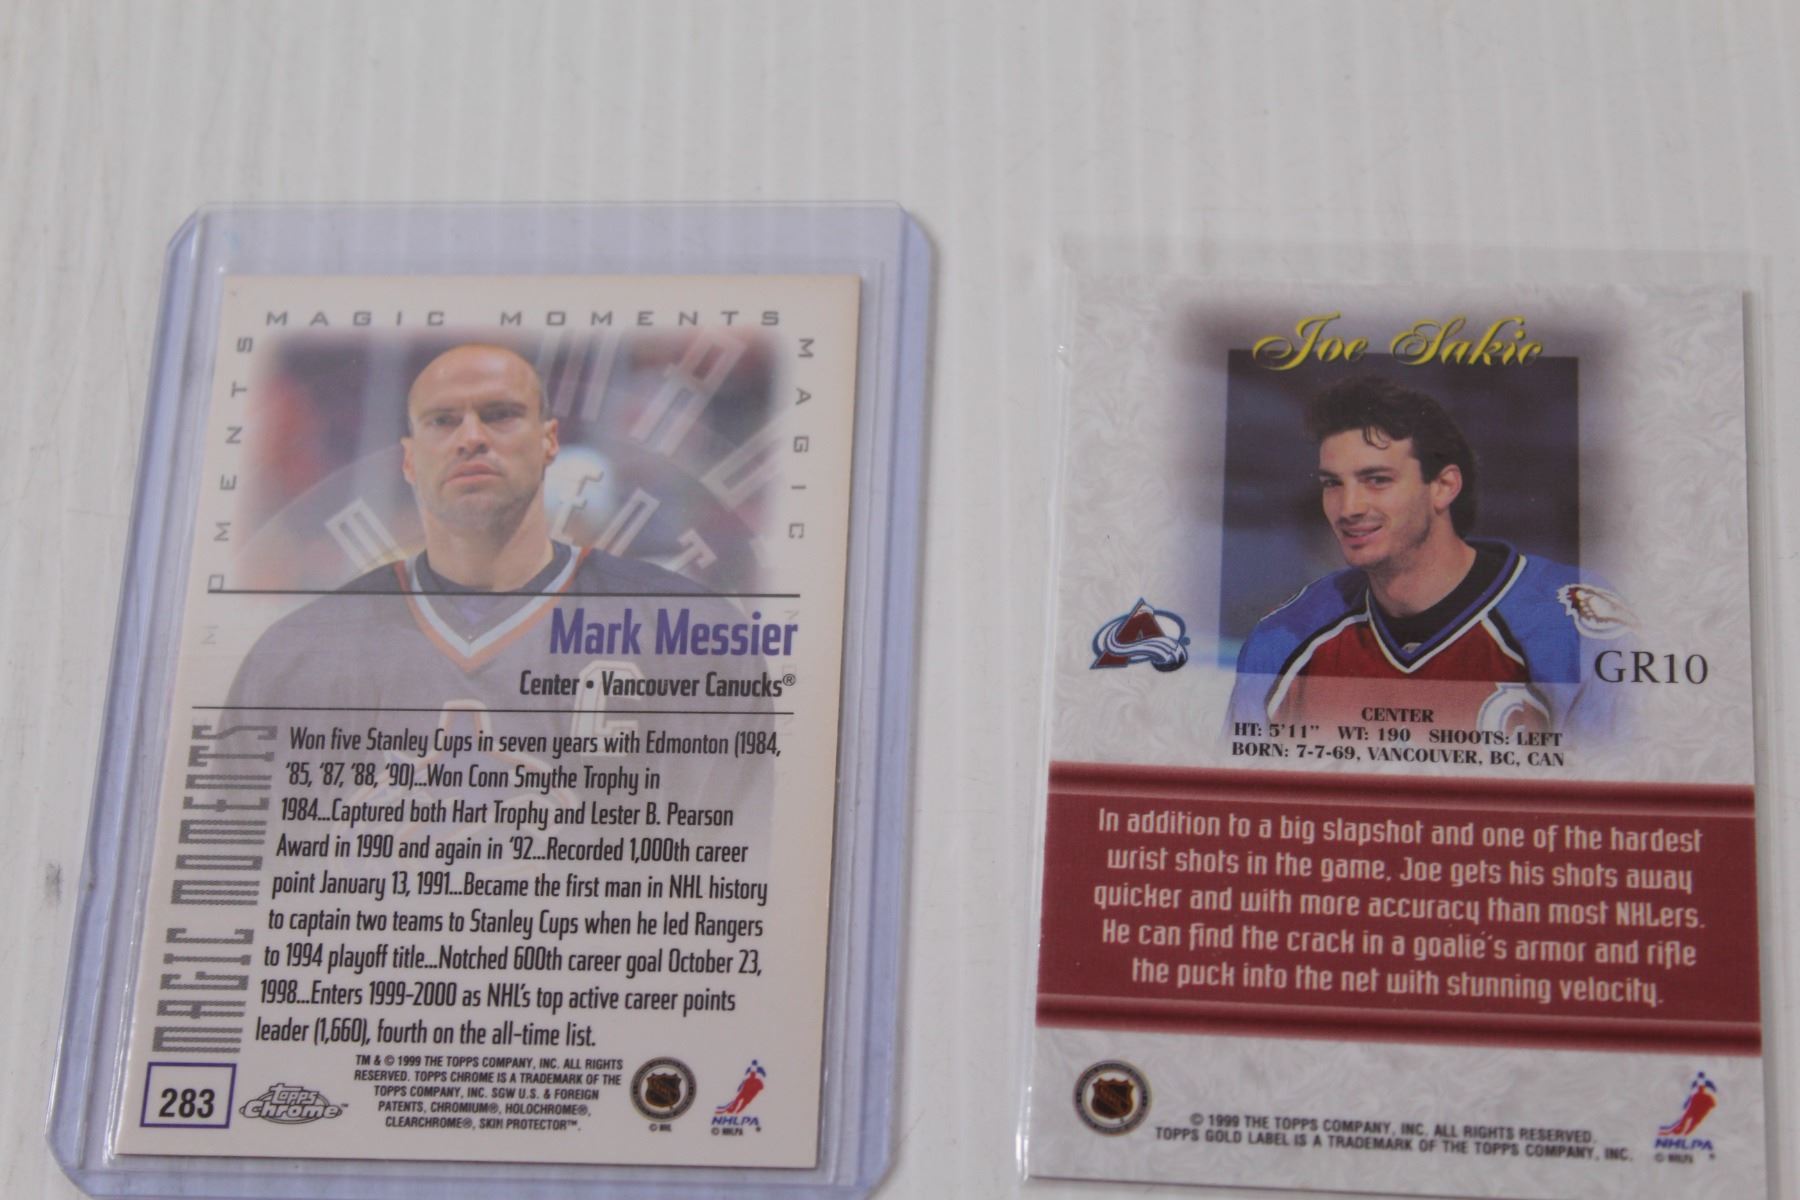 MAGIC MOMENTS
MAGIC
MOMENTS
Mark Messier
Center • Vancouver Canucks®
MAGIC MOMENTS
Won five Stanley Cups in seven years with Edmonton (1984,
'85, '87, '88, '90)...Won Conn Smythe Trophy in
1984...Captured both Hart Trophy and Lester B. Pearson
Award in 1990 and again in '92...Recorded 1,000th career
point January 13, 1991...Became the first man in NHL history
to captain two teams to Stanley Cups when he led Rangers
to 1994 playoff title...Notched 600th career goal October 23,
1998...Enters 1999-2000 as NHL's top active career points
leader (1,660), fourth on the all-time list.
283
Topps Chrome™
TM & © 1999 THE TOPPS COMPANY, INC. ALL RIGHTS
RESERVED. TOPPS CHROME IS A TRADEMARK OF THE
TOPPS COMPANY, INC. SGW U.S. & FOREIGN
PATENTS, CHROMIUM®, HOLOCHROME®,
CLEARCHROME®, SKIN PROTECTOR™.
© NHL
NHLPA
© NHLPA
Joe Sakic
GR10
CENTER
HT: 5'11" WT: 190 SHOOTS: LEFT
BORN: 7-7-69, VANCOUVER, BC, CAN
In addition to a big slapshot and one of the hardest
wrist shots in the game, Joe gets his shots away
quicker and with more accuracy than most NHLers.
He can find the crack in a goalie's armor and rifle
the puck into the net with stunning velocity.
© 1999 THE TOPPS COMPANY, INC. ALL RIGHTS RESERVED.
TOPPS GOLD LABEL IS A TRADEMARK OF THE TOPPS COMPANY, INC.
NHLPA
© NHLPA